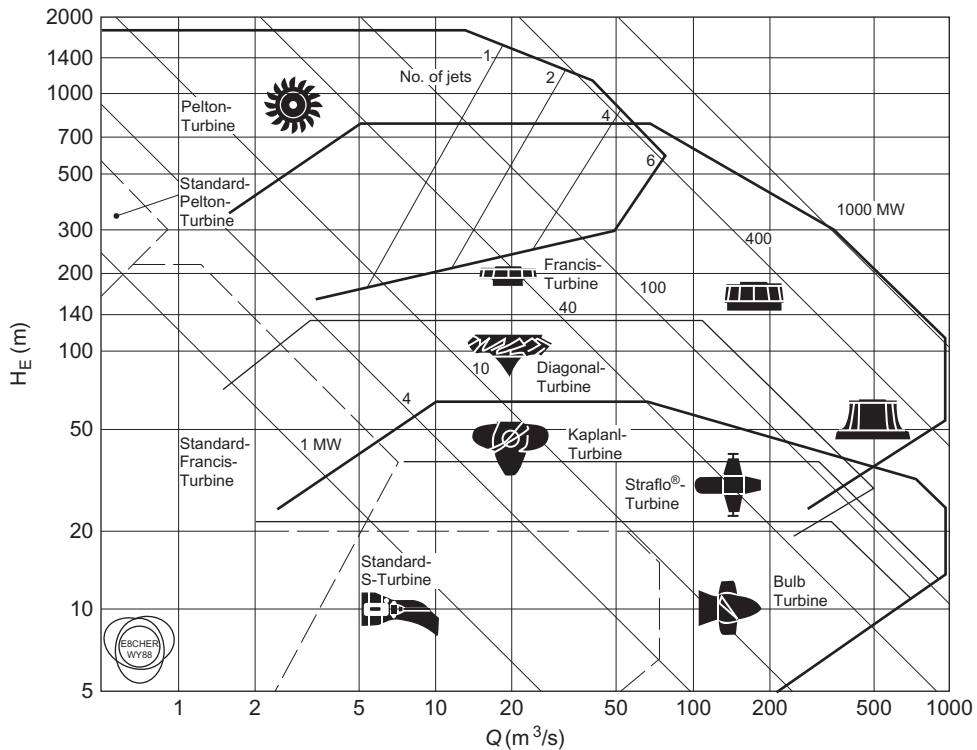 2000
1400
1000
700
500
300
200
140
100
50
20
10
5
H_E (m)
1
2
5
10
20
50
100
200
500
1000
Q (m³/s)
No. of jets
1
2
4
6
Pelton-
Turbine
Standard-
Pelton-
Turbine
1000 MW
400
100
40
10
4
1 MW
Francis-
Turbine
Diagonal-
Turbine
Kaplanl-
Turbine
Standard-
Francis-
Turbine
Straflo®-
Turbine
Standard-
S-Turbine
Bulb
Turbine
E8CHER
WY88